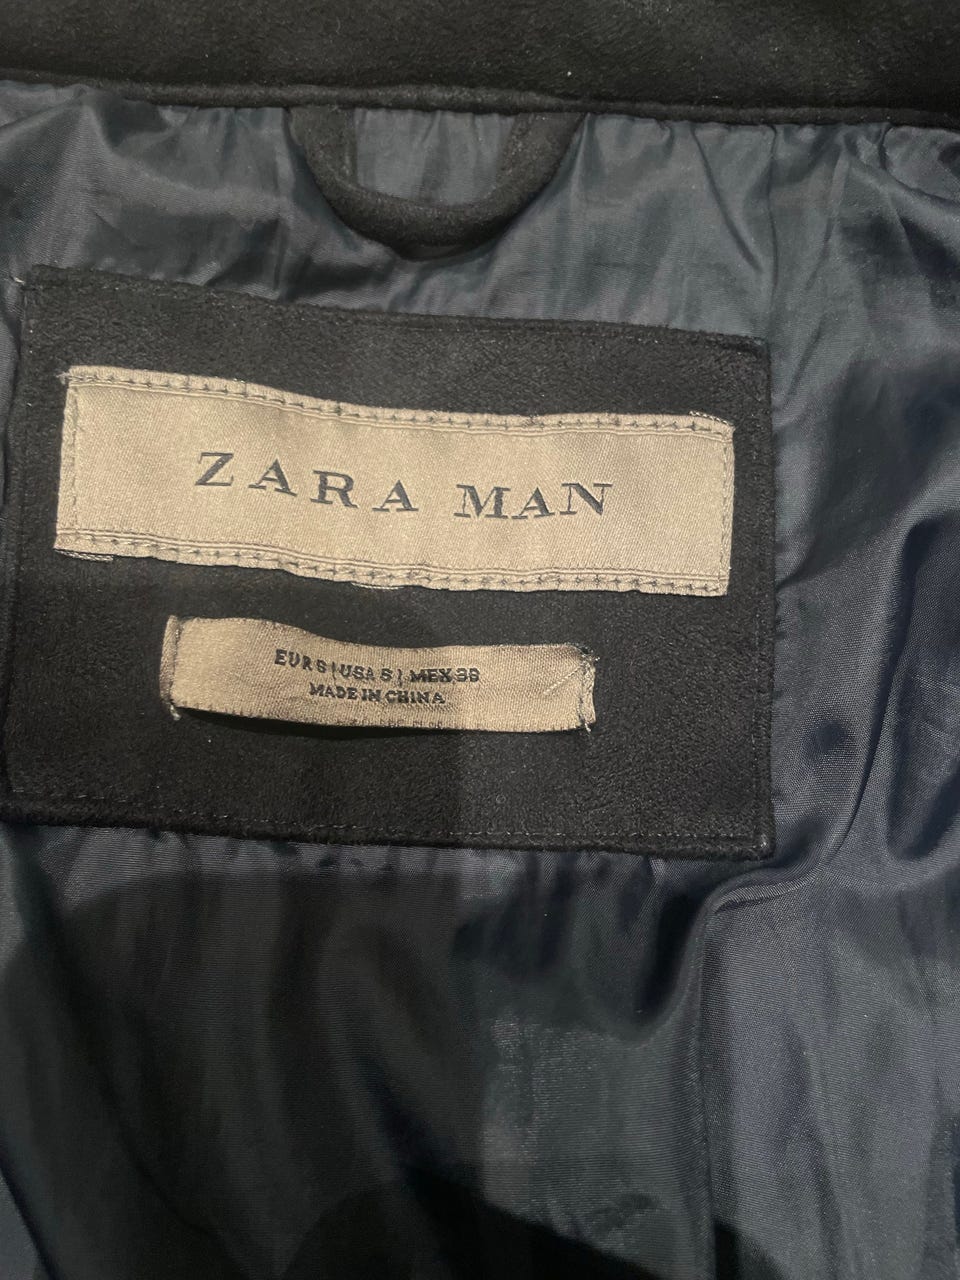 ZARA MAN
EUR S | USA S | MEX 38
MADE IN CHINA